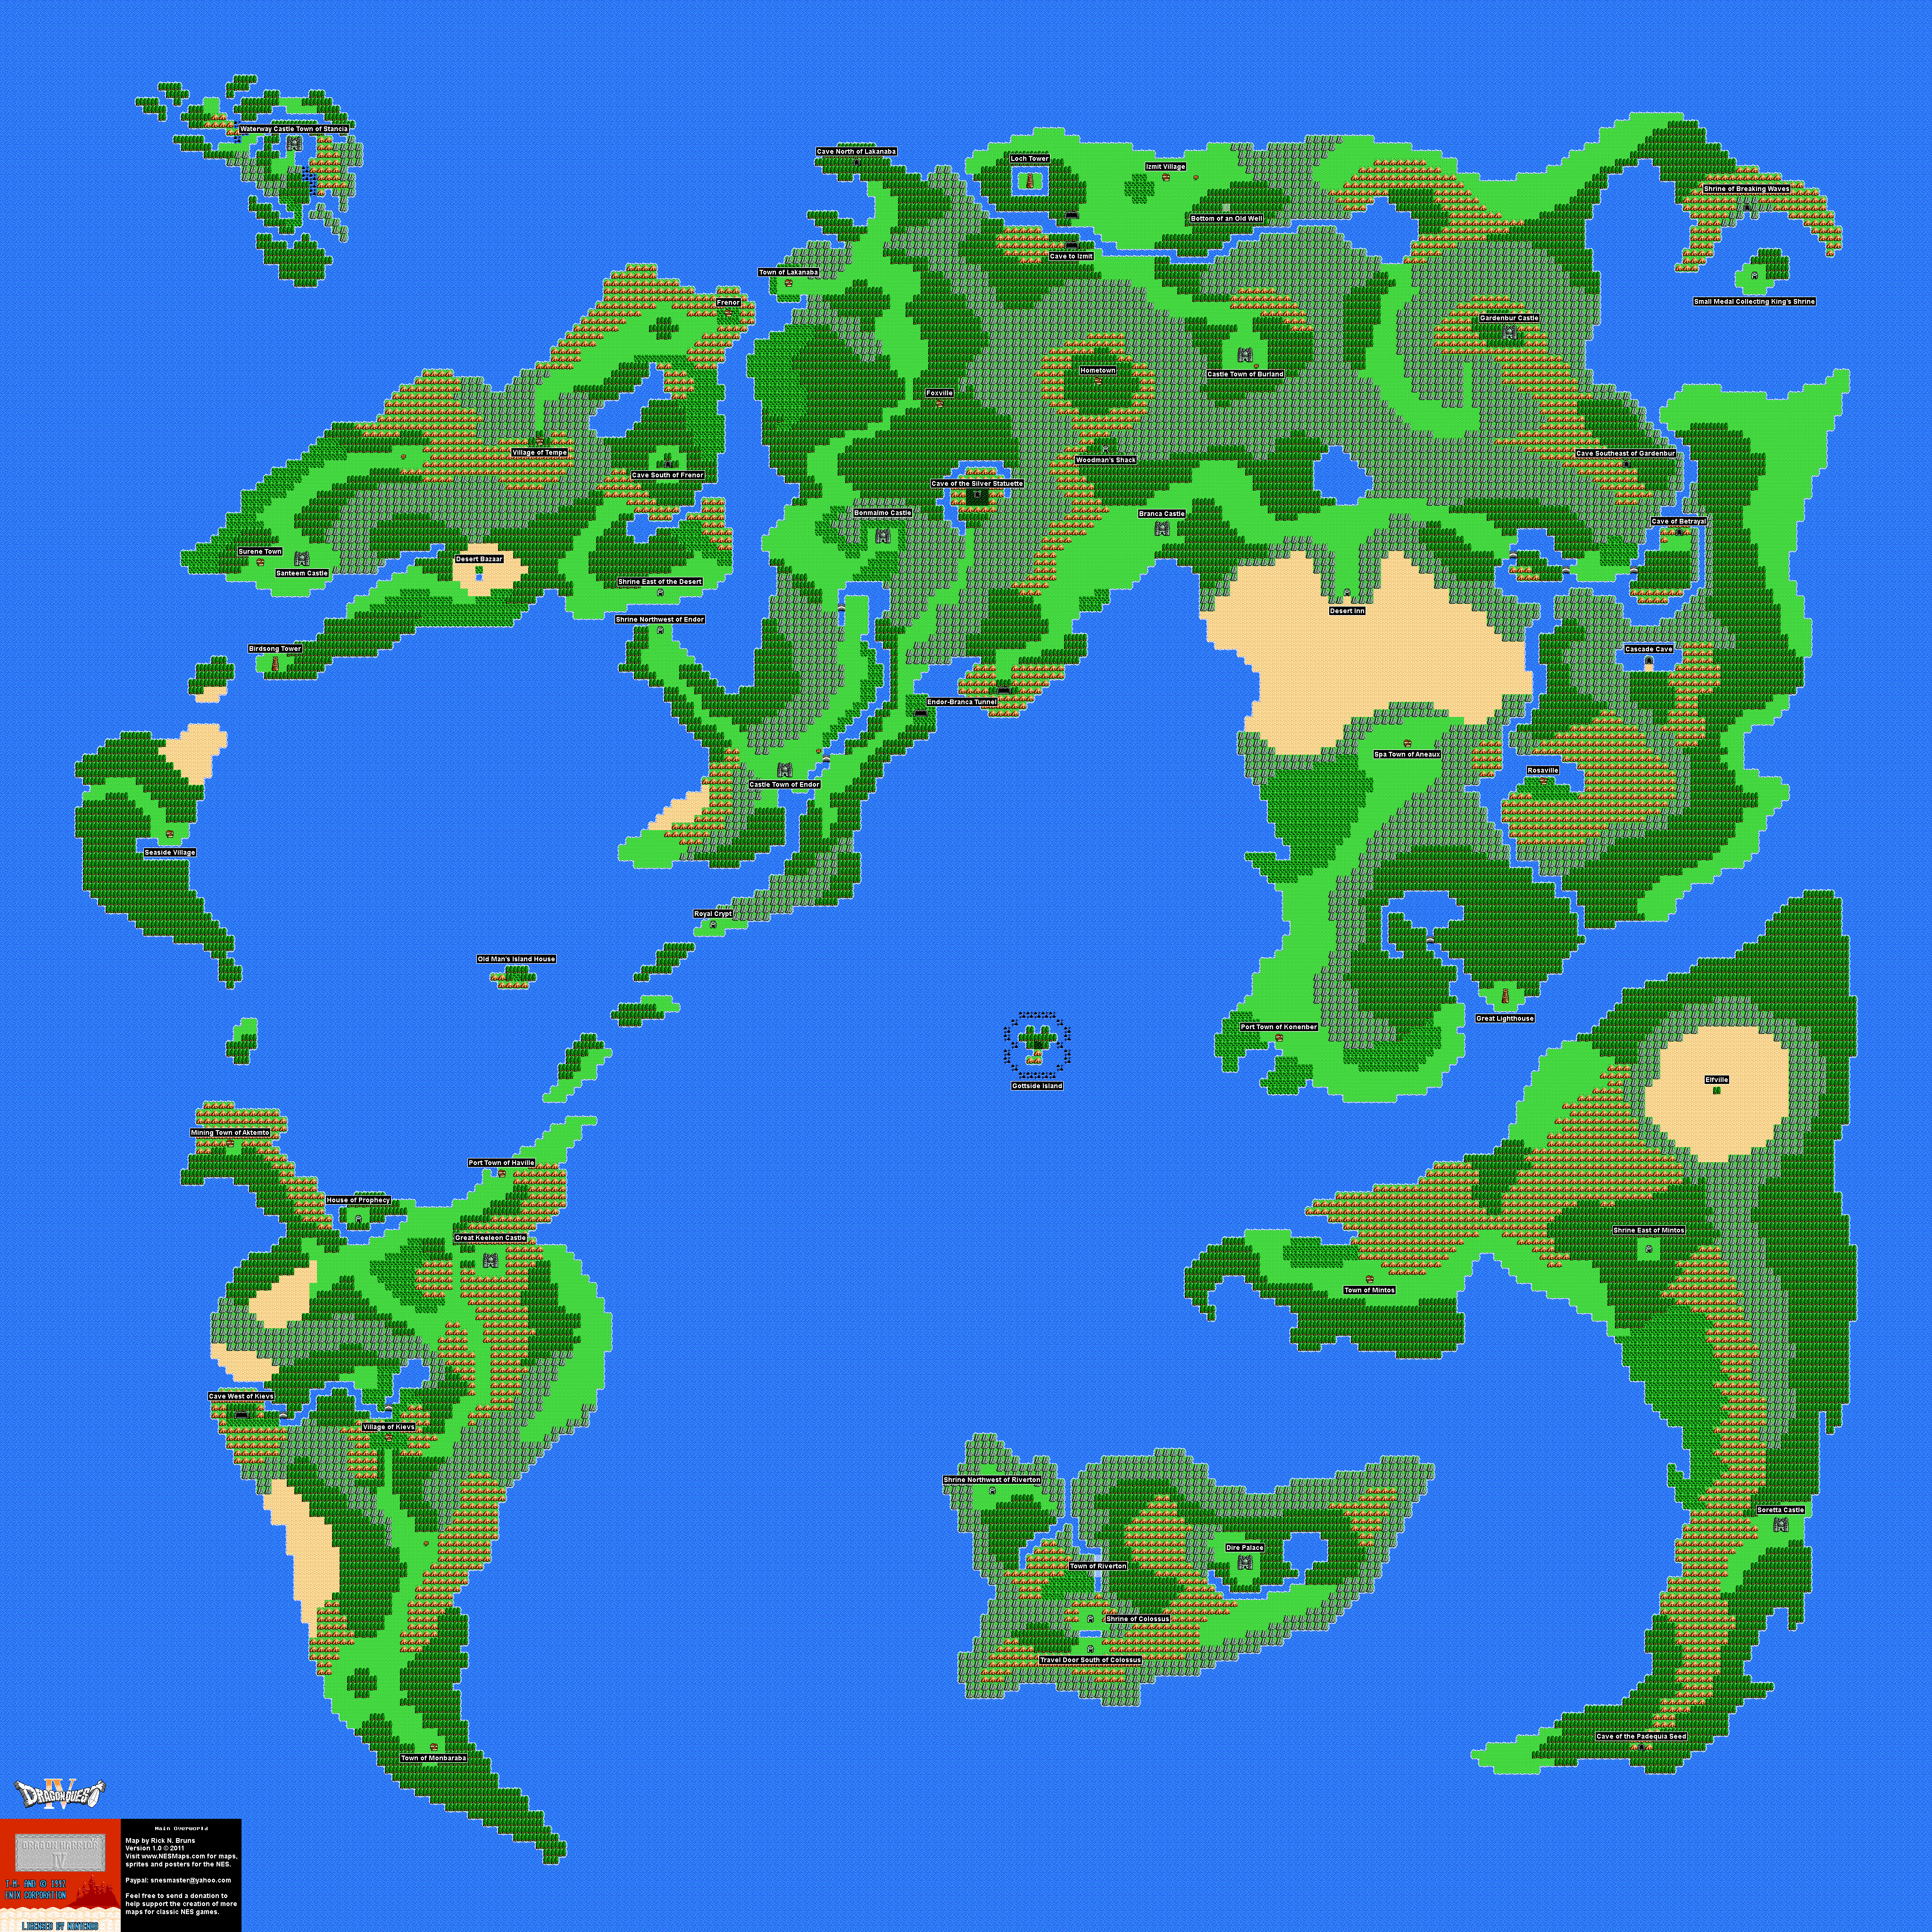 Waterway Castle Town of Stancia
Cave North of Lakanaba
Loch Tower
Izmit Village
Shrine of Breaking Waves
Bottom of an Old Well
Cave to Izmit
Town of Lakanaba
Small Medal Collecting King's Shrine
Frenor
Gardenbur Castle
Hometown
Castle Town of Burland
Foxville
Village of Tempe
Woodman's Shack
Cave Southeast of Gardenbur
Cave South of Frenor
Cave of the Silver Statuette
Bonmalmo Castle
Branca Castle
Cave of Betrayal
Surene Town
Desert Bazaar
Santeem Castle
Shrine East of the Desert
Desert Inn
Shrine Northwest of Endor
Birdsong Tower
Cascade Cave
Endor-Branca Tunnel
Spa Town of Aneaux
Rosaville
Castle Town of Endor
Seaside Village
Royal Crypt
Old Man's Island House
Great Lighthouse
Port Town of Konenber
Gottside Island
Elfville
Mining Town of Aktemto
Port Town of Haville
House of Prophecy
Shrine East of Mintos
Great Keeleon Castle
Town of Mintos
Cave West of Kievs
Village of Kievs
Shrine Northwest of Riverton
Soretta Castle
Dire Palace
Town of Riverton
Shrine of Colossus
Travel Door South of Colossus
Cave of the Padequia Seed
Town of Monbaraba
IV
DRAGON QUEST
DRAGON WARRIOR
IV
T.M. AND © 1992
ENIX CORPORATION
LICENSED BY NINTENDO
Main Overworld
Map by Rick N. Bruns
Version 1.0 © 2011
Visit www.NESMaps.com for maps,
sprites and posters for the NES.
Paypal: snesmaster@yahoo.com
Feel free to send a donation to
help support the creation of more
maps for classic NES games.